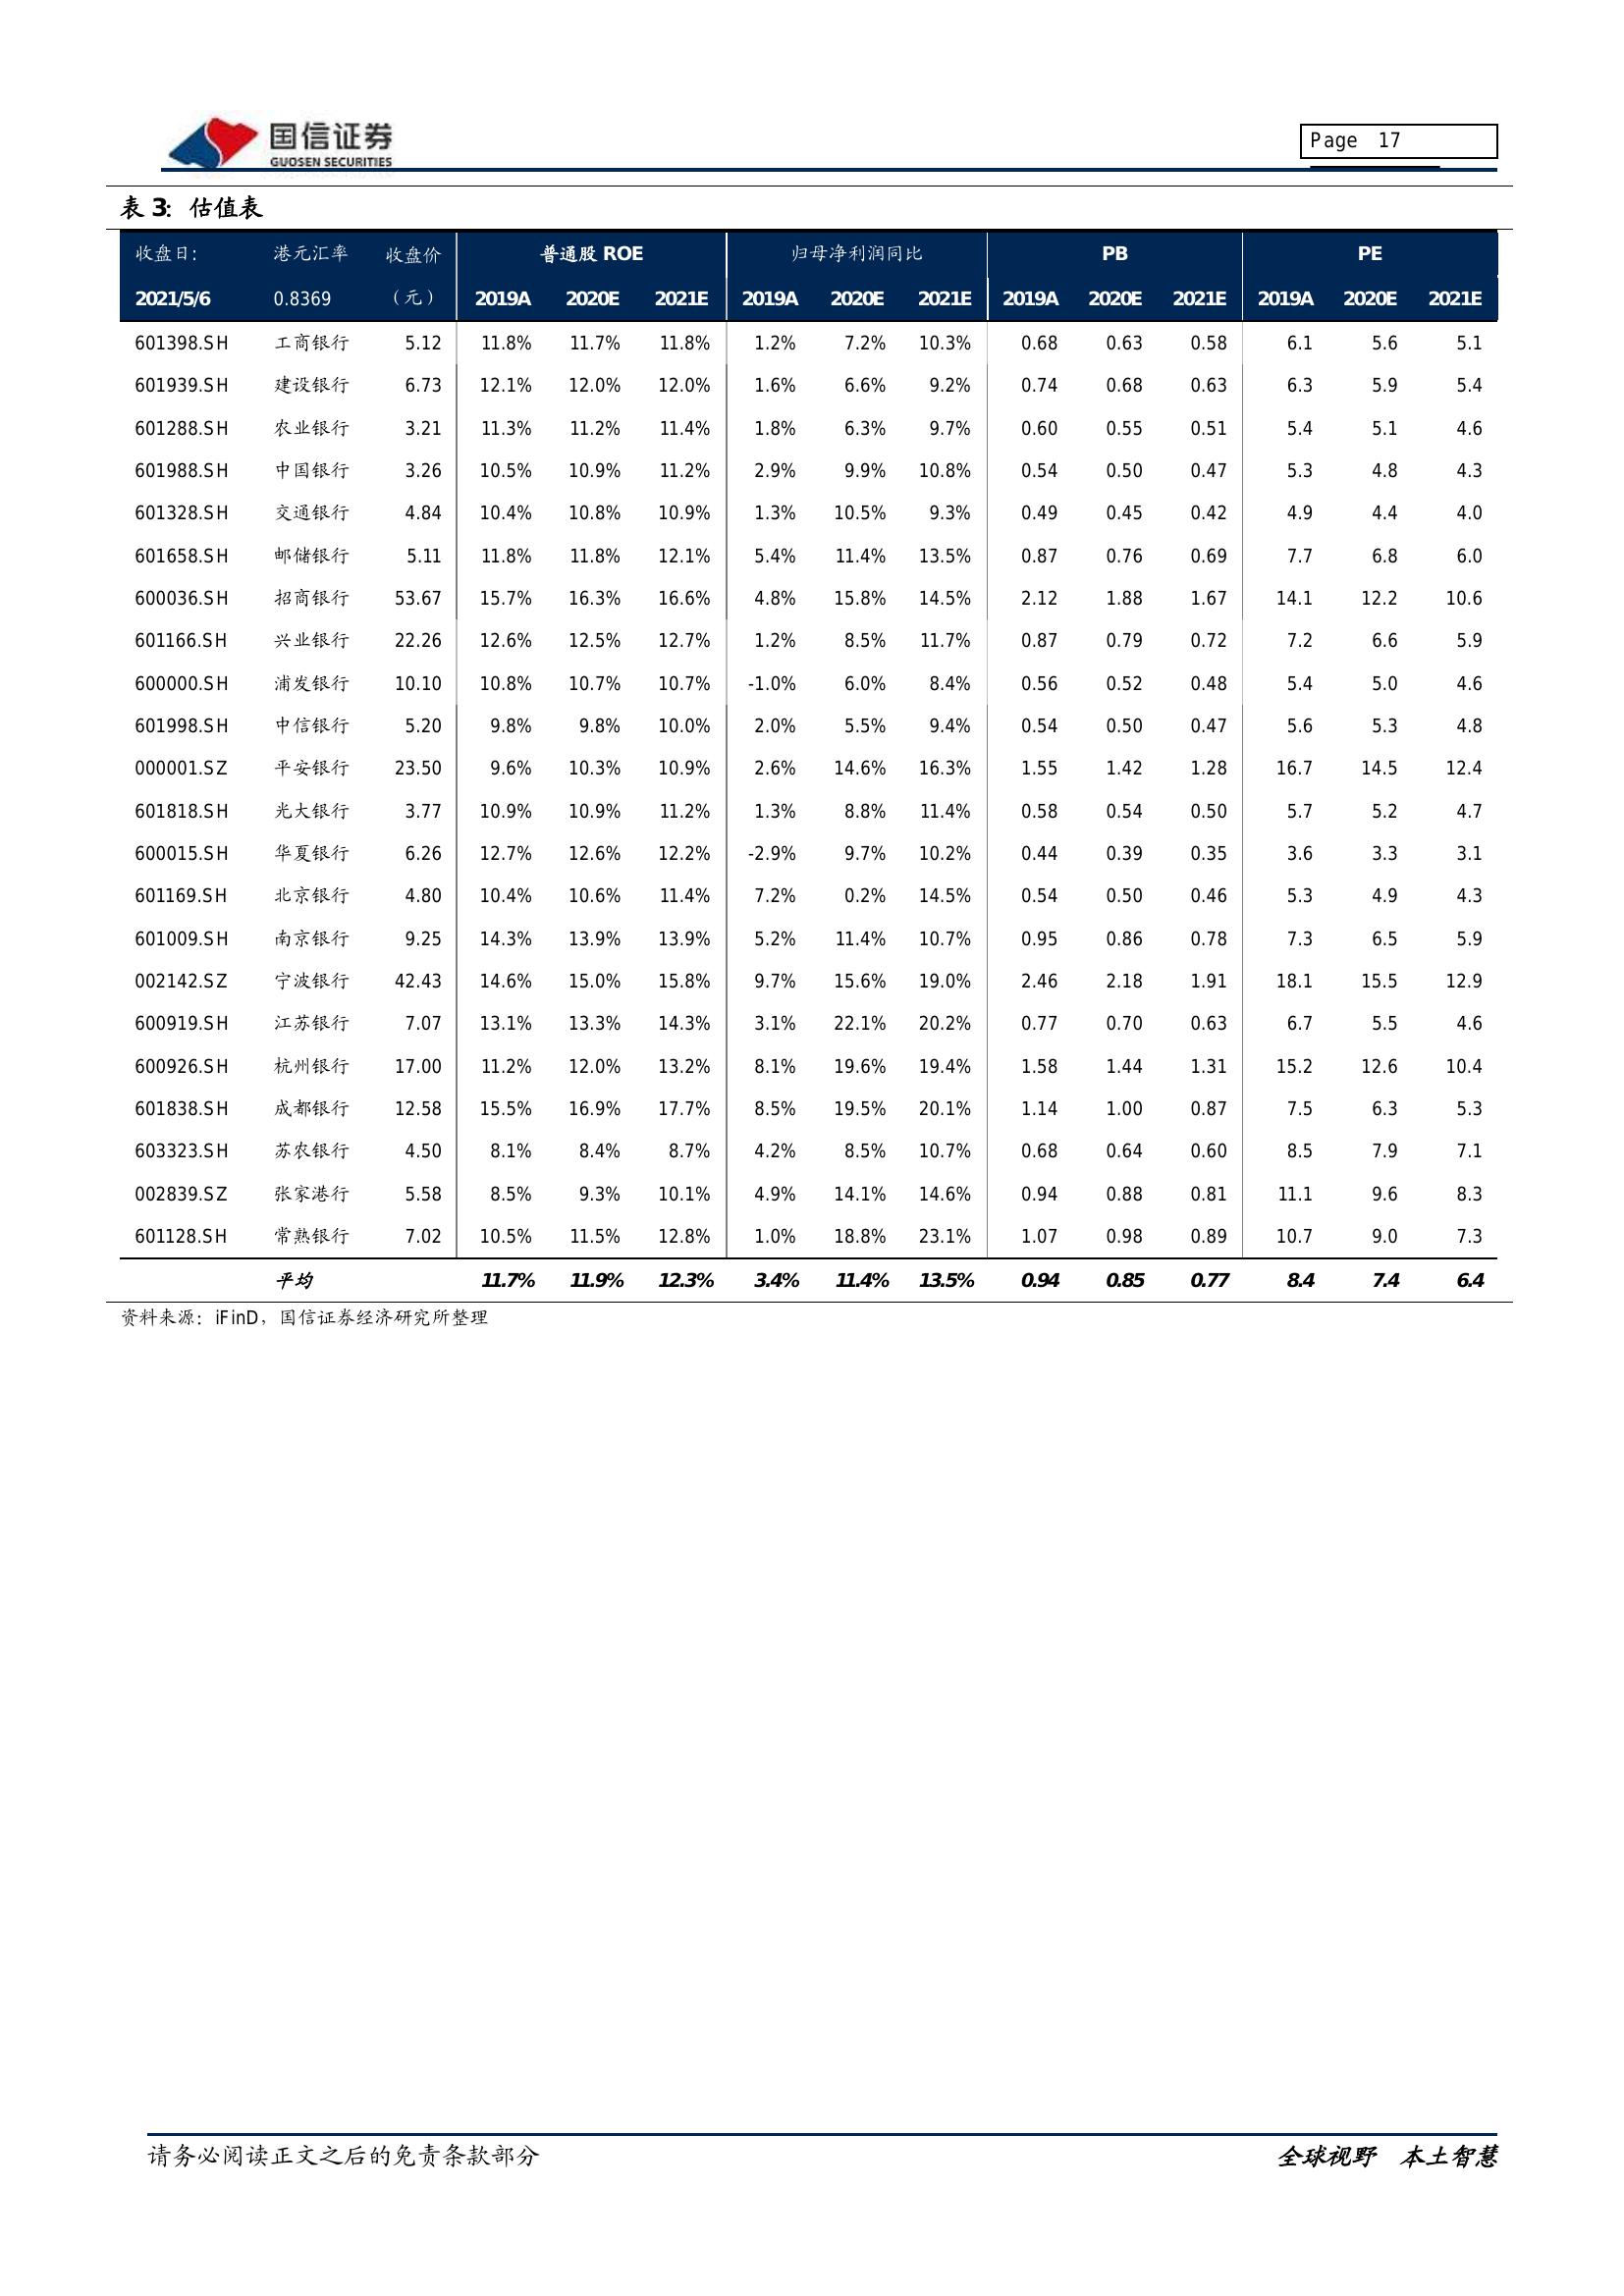 国信证券
GUOSEN SECURITIES
Page 17
表 3: 估值表
收盘日: 港元汇率 收盘价 普通股 ROE 归母净利润同比 PB PE
2021/5/6 0.8369 （元） 2019A 2020E 2021E 2019A 2020E 2021E 2019A 2020E 2021E 2019A 2020E 2021E
601398.SH 工商银行 5.12 11.8% 11.7% 11.8% 1.2% 7.2% 10.3% 0.68 0.63 0.58 6.1 5.6 5.1
601939.SH 建设银行 6.73 12.1% 12.0% 12.0% 1.6% 6.6% 9.2% 0.74 0.68 0.63 6.3 5.9 5.4
601288.SH 农业银行 3.21 11.3% 11.2% 11.4% 1.8% 6.3% 9.7% 0.60 0.55 0.51 5.4 5.1 4.6
601988.SH 中国银行 3.26 10.5% 10.9% 11.2% 2.9% 9.9% 10.8% 0.54 0.50 0.47 5.3 4.8 4.3
601328.SH 交通银行 4.84 10.4% 10.8% 10.9% 1.3% 10.5% 9.3% 0.49 0.45 0.42 4.9 4.4 4.0
601658.SH 邮储银行 5.11 11.8% 11.8% 12.1% 5.4% 11.4% 13.5% 0.87 0.76 0.69 7.7 6.8 6.0
600036.SH 招商银行 53.67 15.7% 16.3% 16.6% 4.8% 15.8% 14.5% 2.12 1.88 1.67 14.1 12.2 10.6
601166.SH 兴业银行 22.26 12.6% 12.5% 12.7% 1.2% 8.5% 11.7% 0.87 0.79 0.72 7.2 6.6 5.9
600000.SH 浦发银行 10.10 10.8% 10.7% 10.7% -1.0% 6.0% 8.4% 0.56 0.52 0.48 5.4 5.0 4.6
601998.SH 中信银行 5.20 9.8% 9.8% 10.0% 2.0% 5.5% 9.4% 0.54 0.50 0.47 5.6 5.3 4.8
000001.SZ 平安银行 23.50 9.6% 10.3% 10.9% 2.6% 14.6% 16.3% 1.55 1.42 1.28 16.7 14.5 12.4
601818.SH 光大银行 3.77 10.9% 10.9% 11.2% 1.3% 8.8% 11.4% 0.58 0.54 0.50 5.7 5.2 4.7
600015.SH 华夏银行 6.26 12.7% 12.6% 12.2% -2.9% 9.7% 10.2% 0.44 0.39 0.35 3.6 3.3 3.1
601169.SH 北京银行 4.80 10.4% 10.6% 11.4% 7.2% 0.2% 14.5% 0.54 0.50 0.46 5.3 4.9 4.3
601009.SH 南京银行 9.25 14.3% 13.9% 13.9% 5.2% 11.4% 10.7% 0.95 0.86 0.78 7.3 6.5 5.9
002142.SZ 宁波银行 42.43 14.6% 15.0% 15.8% 9.7% 15.6% 19.0% 2.46 2.18 1.91 18.1 15.5 12.9
600919.SH 江苏银行 7.07 13.1% 13.3% 14.3% 3.1% 22.1% 20.2% 0.77 0.70 0.63 6.7 5.5 4.6
600926.SH 杭州银行 17.00 11.2% 12.0% 13.2% 8.1% 19.6% 19.4% 1.58 1.44 1.31 15.2 12.6 10.4
601838.SH 成都银行 12.58 15.5% 16.9% 17.7% 8.5% 19.5% 20.1% 1.14 1.00 0.87 7.5 6.3 5.3
603323.SH 苏农银行 4.50 8.1% 8.4% 8.7% 4.2% 8.5% 10.7% 0.68 0.64 0.60 8.5 7.9 7.1
002839.SZ 张家港行 5.58 8.5% 9.3% 10.1% 4.9% 14.1% 14.6% 0.94 0.88 0.81 11.1 9.6 8.3
601128.SH 常熟银行 7.02 10.5% 11.5% 12.8% 1.0% 18.8% 23.1% 1.07 0.98 0.89 10.7 9.0 7.3
平均 11.7% 11.9% 12.3% 3.4% 11.4% 13.5% 0.94 0.85 0.77 8.4 7.4 6.4
资料来源: iFinD，国信证券经济研究所整理
请务必阅读正文之后的免责条款部分 全球视野 本土智慧